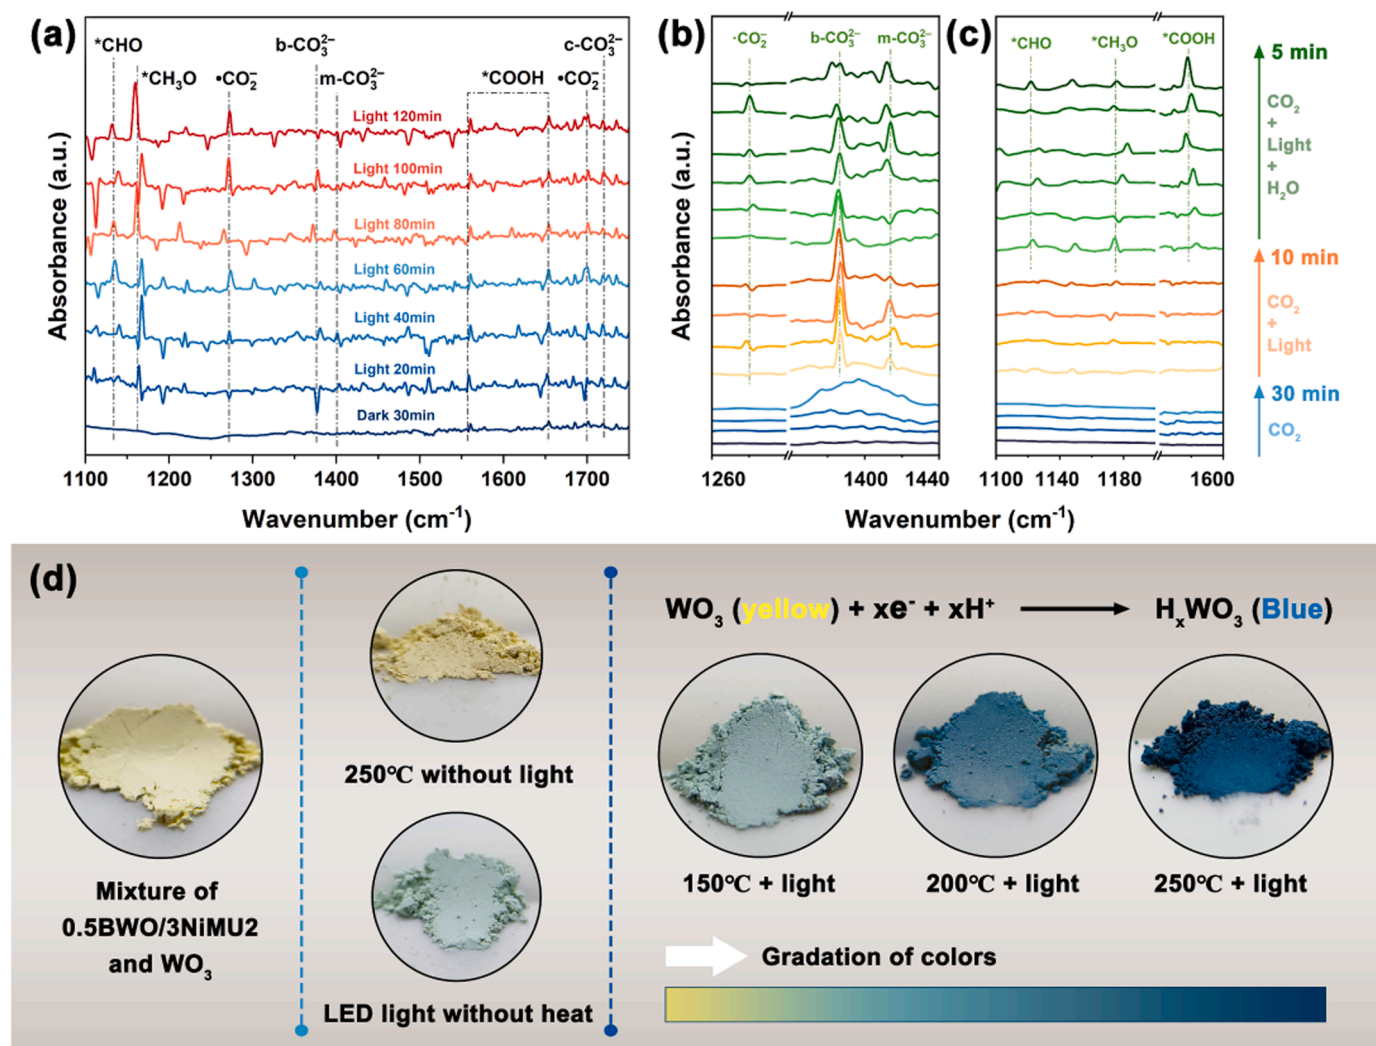 (a)
*CHO
b-CO₃²⁻
c-CO₃²⁻
*CH₃O
•CO₂⁻
m-CO₃²⁻
*COOH
•CO₂⁻
Light 120min
Light 100min
Light 80min
Light 60min
Light 40min
Light 20min
Dark 30min
Absorbance (a.u.)
1100 1200 1300 1400 1500 1600 1700
Wavenumber (cm⁻¹)
(b)
·CO₂⁻
b-CO₃²⁻
m-CO₃²⁻
Absorbance (a.u.)
1260 1400 1440
(c)
*CHO
*CH₃O
*COOH
1100 1140 1180 1600
Wavenumber (cm⁻¹)
5 min
CO₂
+
Light
+
H₂O
10 min
CO₂
+
Light
30 min
CO₂
(d)
Mixture of
0.5BWO/3NiMU2
and WO₃
250℃ without light
LED light without heat
WO₃ (yellow) + xe⁻ + xH⁺ → HₓWO₃ (Blue)
150℃ + light
200℃ + light
250℃ + light
Gradation of colors